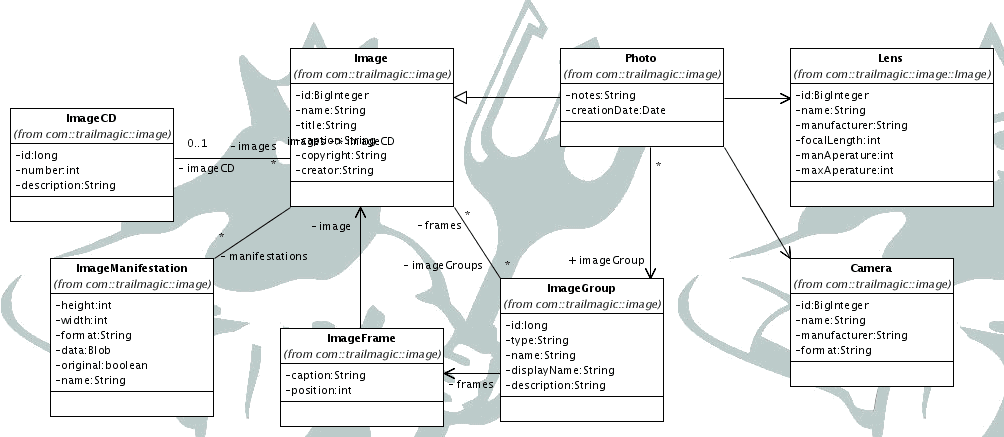 Image
(from com::trailmagic::image)
-id:BigInteger
-name:String
-title:String
-caption:String
-copyright:String
-creator:String
Photo
(from com::trailmagic::image)
-notes:String
-creationDate:Date
Lens
(from com::trailmagic::image::Image)
-id:BigInteger
-name:String
-manufacturer:String
-focalLength:int
-manAperature:int
-maxAperature:int
ImageCD
(from com::trailmagic::image)
-id:long
-number:int
-description:String
0..1
-images
-imageCD
*
images
imageCD
*
-manifestations
-image
-frames
*
-imageGroups
*
*
+imageGroup
ImageManifestation
(from com::trailmagic::image)
-height:int
-width:int
-format:String
-data:Blob
-original:boolean
-name:String
ImageFrame
(from com::trailmagic::image)
-caption:String
-position:int
-frames
ImageGroup
(from com::trailmagic::image)
-id:long
-type:String
-name:String
-displayName:String
-description:String
Camera
(from com::trailmagic::image)
-id:BigInteger
-name:String
-manufacturer:String
-format:String